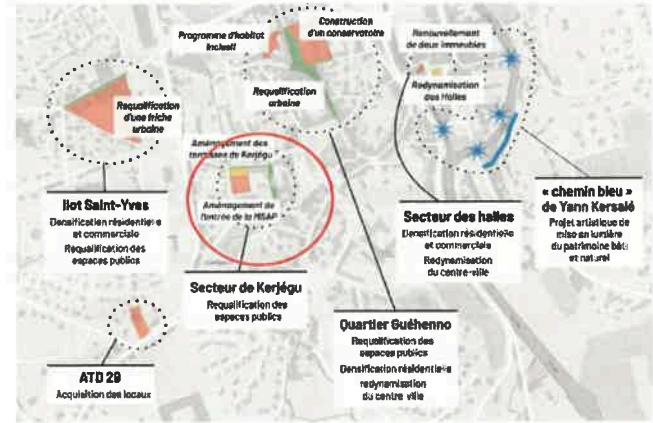 Programme d'habitat
inclusif
Construction
d'un conservatoire
Renouvellement
de deux immeubles
Requalification
urbaine
Redynamisation
des Halles
Requalification
d'une friche
urbaine
Aménagement des
terrasses de Kerjégu
Aménagement de
l'entrée de la MSAP
Ilot Saint-Yves
Densification résidentielle
et commerciale
Requalification des
espaces publics
Secteur de Kerjégu
Requalification des
espaces publics
Secteur des halles
Densification résidentielle
et commerciale
Redynamisation
du centre-ville
« chemin bleu »
de Yann Kersalé
Projet artistique de
mise en lumière
du patrimoine bâti
et naturel
Quartier Guéhenno
Requalification des
espaces publics
Densification résidentielle
redynamisation
du centre ville
ATD 29
Acquisition des locaux